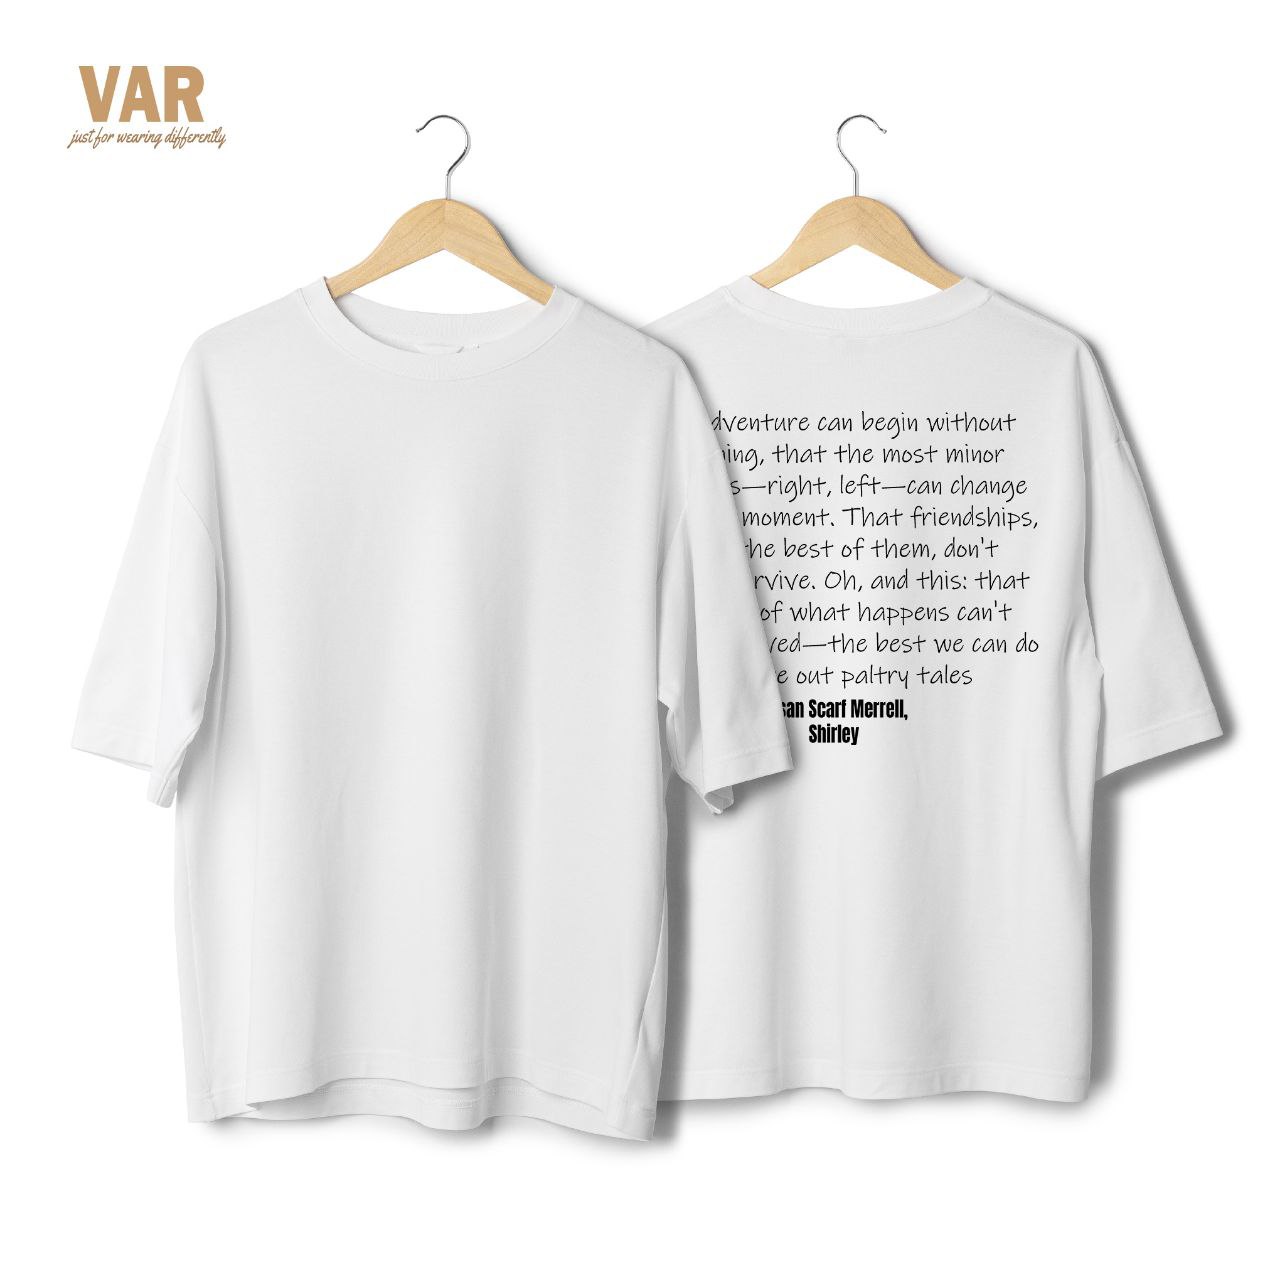 VAR
just for wearing differently
dventure can begin without
ing, that the most minor
s—right, left—can change
moment. That friendships,
the best of them, don't
rvive. Oh, and this: that
of what happens can't
ved—the best we can do
e out paltry tales
san Scarf Merrell,
Shirley